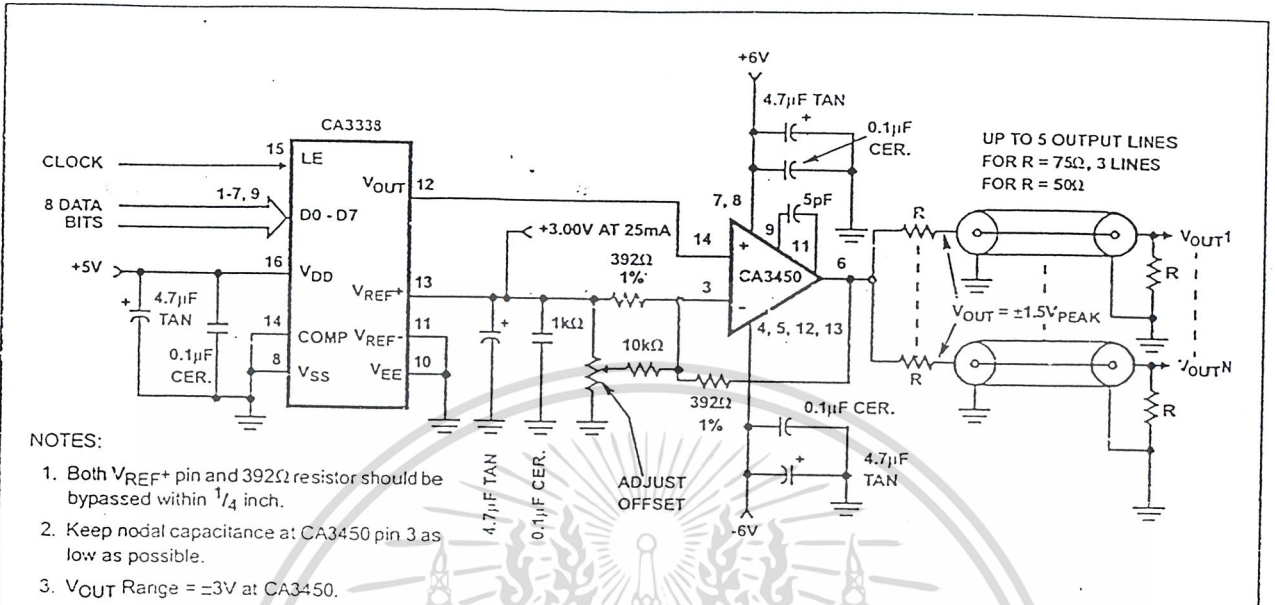 +6V
4.7μF TAN
+
0.1μF
CER.
UP TO 5 OUTPUT LINES
FOR R = 75Ω, 3 LINES
FOR R = 50Ω
CA3338
CLOCK
15
LE
8 DATA
BITS
1-7, 9
D0 - D7
VOUT
12
+5V
16
VDD
+
4.7μF
TAN
0.1μF
CER.
14
COMP
8
VSS
13
VREF+
VREF-
11
VEE
10
+3.00V AT 25mA
392Ω
1%
+
1kΩ
10kΩ
392Ω
1%
4.7μF TAN
0.1μF CER.
ADJUST
OFFSET
7, 8
9
5pF
11
14
+
CA3450
6
3
-
4, 5, 12, 13
0.1μF CER.
+
4.7μF
TAN
-6V
R
VOUT1
R
VOUT = ±1.5VPEAK
R
VOUTN
R
NOTES:
1. Both VREF+ pin and 392Ω resistor should be
bypassed within 1/4 inch.
2. Keep nodal capacitance at CA3450 pin 3 as
low as possible.
3. VOUT Range = ±3V at CA3450.